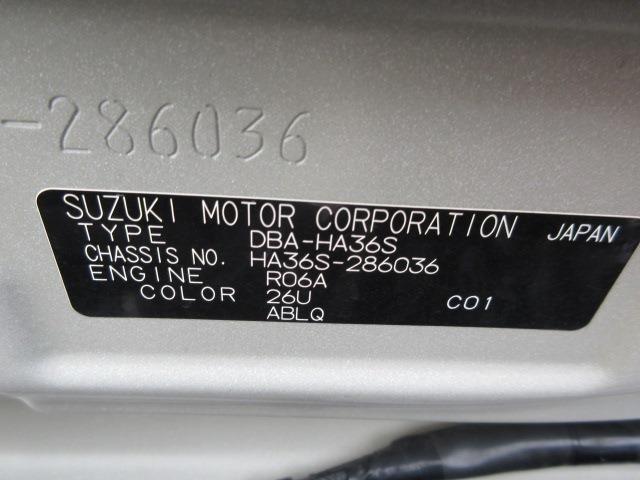 -286036
SUZUKI MOTOR CORPORATION JAPAN
TYPE DBA-HA36S
CHASSIS NO. HA36S-286036
ENGINE R06A
COLOR 26U C01
ABLQ